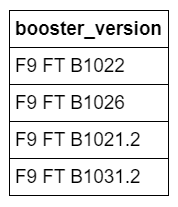 booster_version
F9 FT B1022
F9 FT B1026
F9 FT B1021.2
F9 FT B1031.2